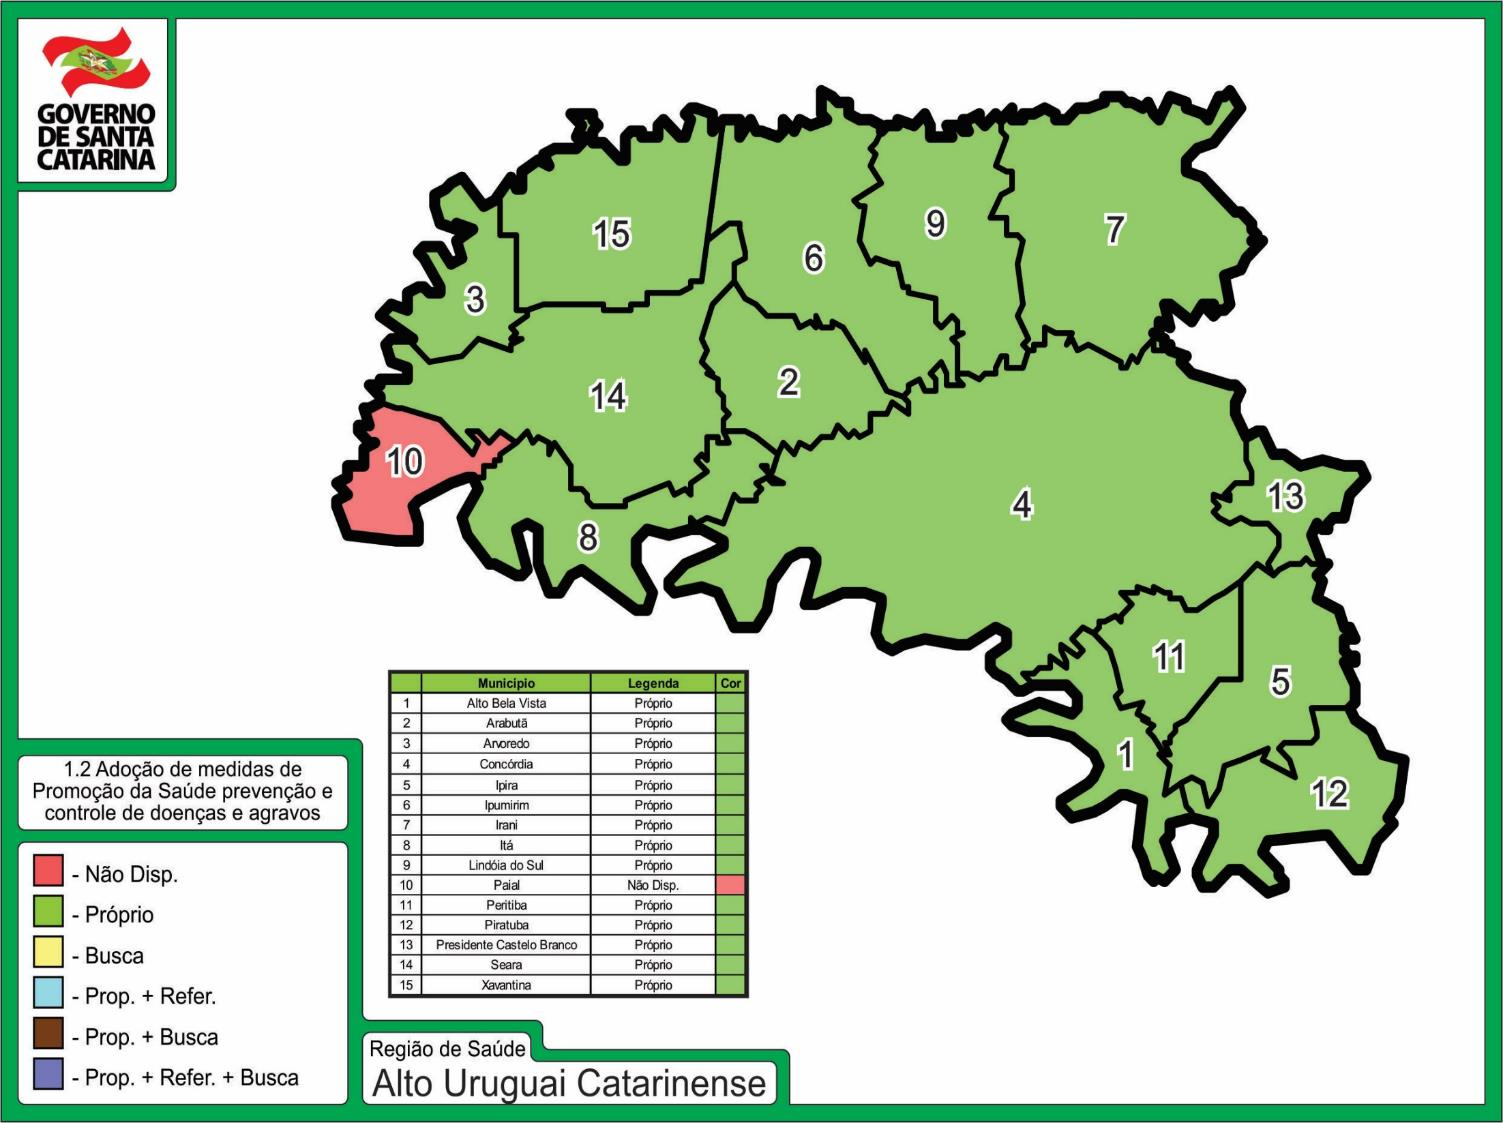 GOVERNO
DE SANTA
CATARINA
15
6
9
7
3
14
2
10
8
4
13
11
5
1
12
Municipio Legenda Cor
1 Alto Bela Vista Próprio
2 Arabutã Próprio
3 Arvoredo Próprio
4 Concórdia Próprio
5 Ipira Próprio
6 Ipumirim Próprio
7 Irani Próprio
8 Itá Próprio
9 Lindóia do Sul Próprio
10 Paial Não Disp.
11 Peritiba Próprio
12 Piratuba Próprio
13 Presidente Castelo Branco Próprio
14 Seara Próprio
15 Xavantina Próprio
1.2 Adoção de medidas de
Promoção da Saúde prevenção e
controle de doenças e agravos
- Não Disp.
- Próprio
- Busca
- Prop. + Refer.
- Prop. + Busca
- Prop. + Refer. + Busca
Região de Saúde
Alto Uruguai Catarinense